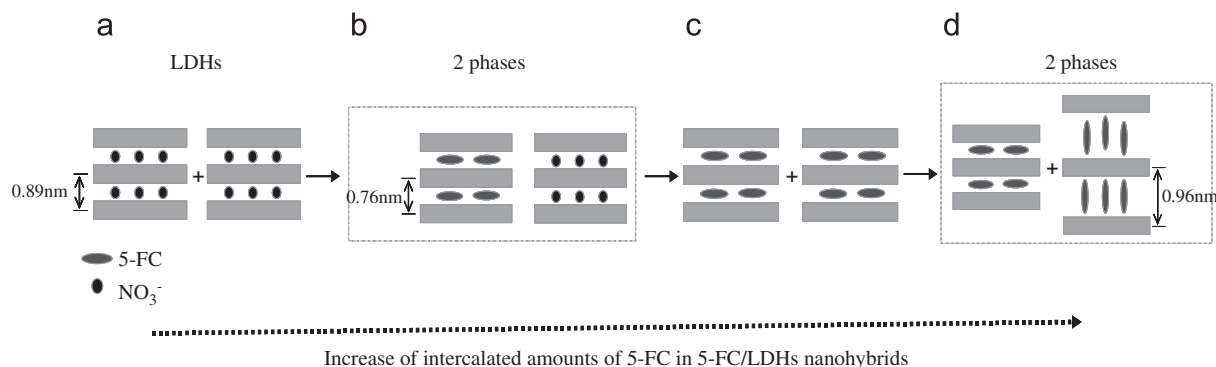 a
b
c
d
LDHs
2 phases
2 phases
0.89nm
+
0.76nm
+
+
0.96nm
5-FC
NO₃⁻
Increase of intercalated amounts of 5-FC in 5-FC/LDHs nanohybrids